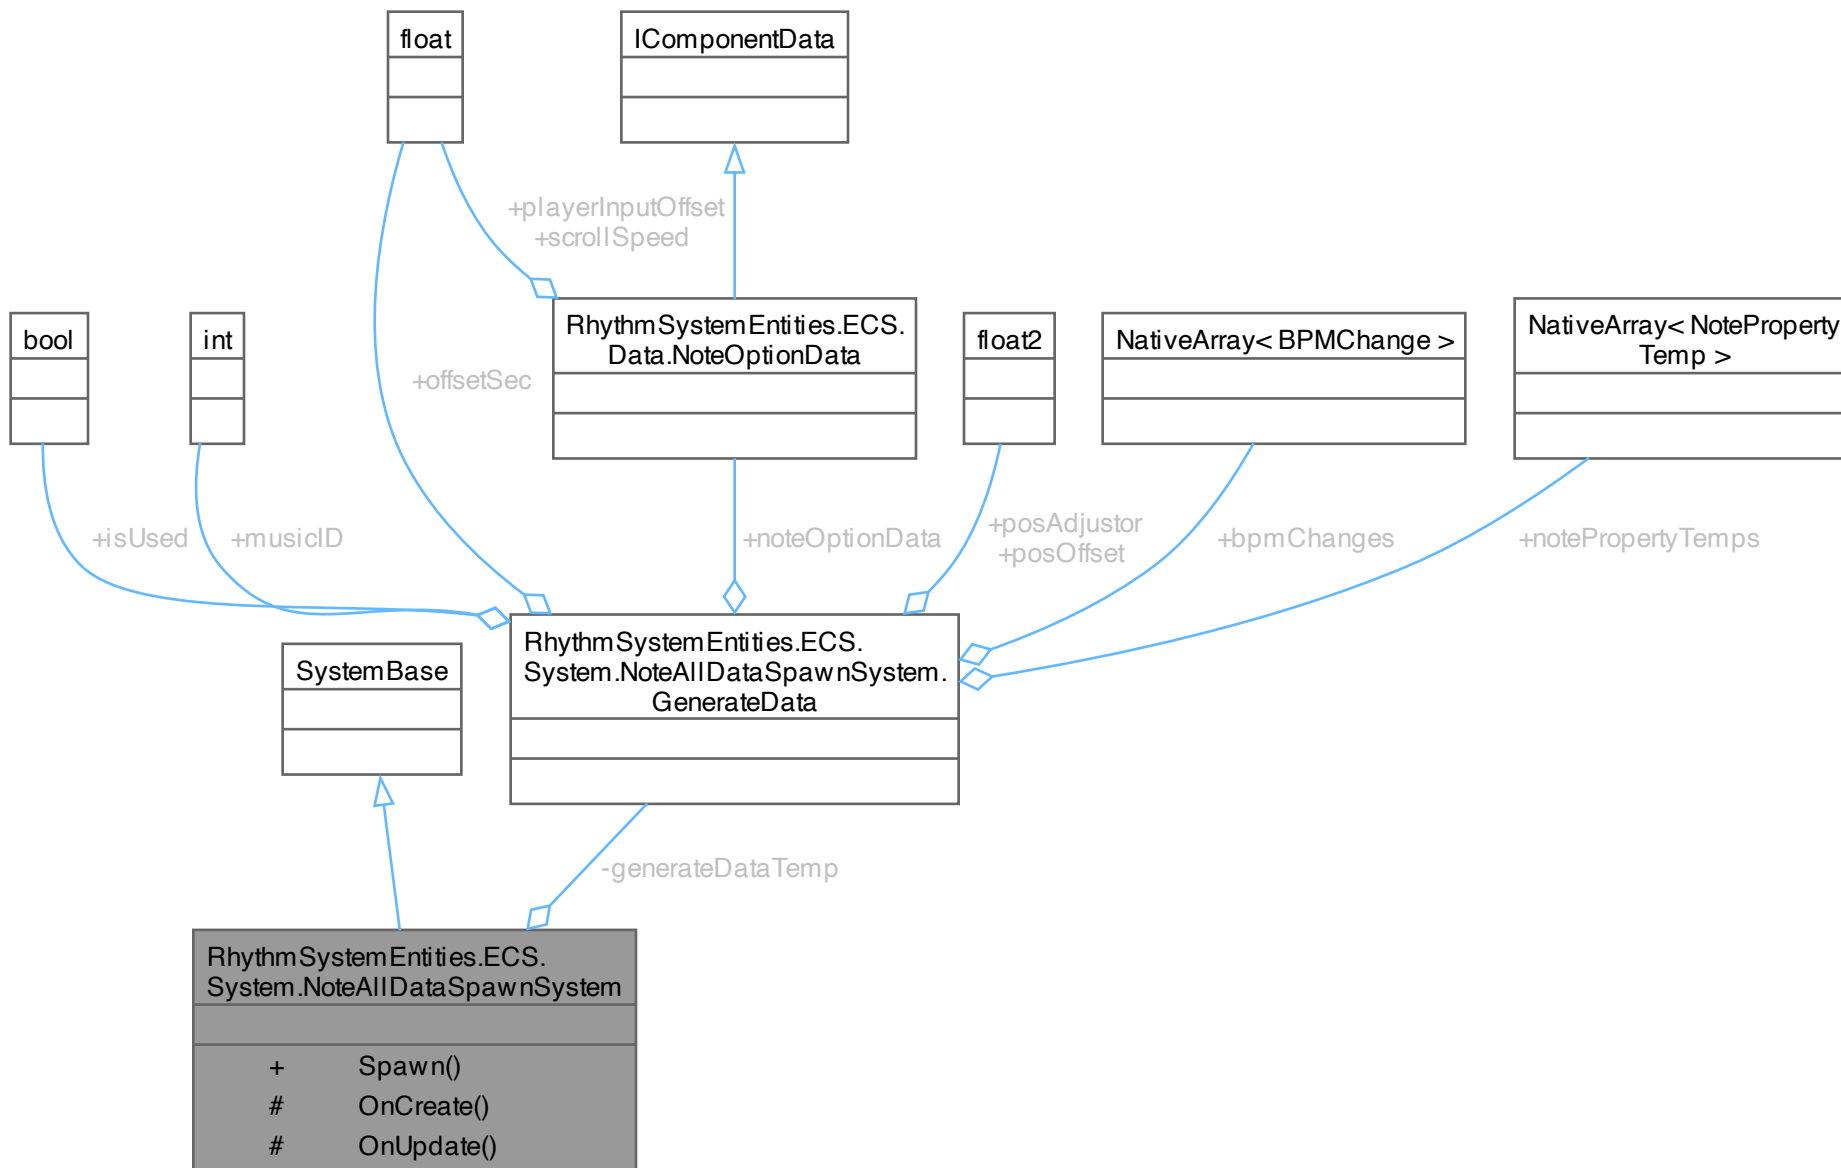 float
IComponentData
+playerInputOffset
+scrollSpeed
bool
int
RhythmSystemEntities.ECS.
Data.NoteOptionData
float2
NativeArray< BPMChange >
NativeArray< NoteProperty
Temp >
+offsetSec
+isUsed
+musicID
+noteOptionData
+posAdjustor
+posOffset
+bpmChanges
+notePropertyTemps
SystemBase
RhythmSystemEntities.ECS.
System.NoteAllDataSpawnSystem.
GenerateData
-generateDataTemp
RhythmSystemEntities.ECS.
System.NoteAllDataSpawnSystem
+ Spawn()
# OnCreate()
# OnUpdate()